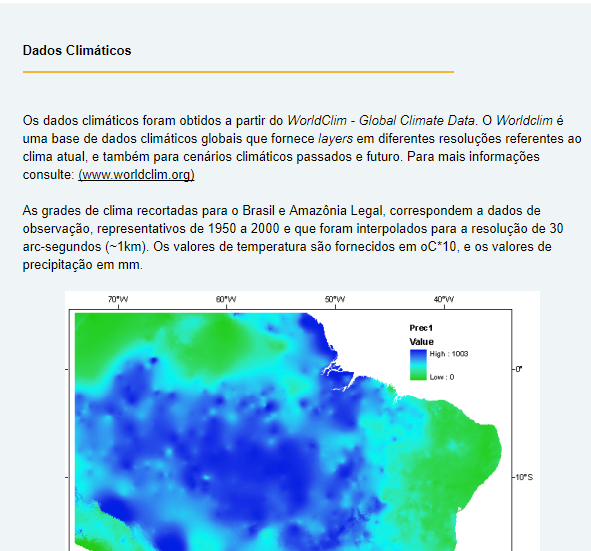 Dados Climáticos
Os dados climáticos foram obtidos a partir do WorldClim - Global Climate Data. O Worldclim é
uma base de dados climáticos globais que fornece layers em diferentes resoluções referentes ao
clima atual, e também para cenários climáticos passados e futuro. Para mais informações
consulte: (www.worldclim.org)
As grades de clima recortadas para o Brasil e Amazônia Legal, correspondem a dados de
observação, representativos de 1950 a 2000 e que foram interpolados para a resolução de 30
arc-segundos (~1km). Os valores de temperatura são fornecidos em oC*10, e os valores de
precipitação em mm.
70°W 60°W 50°W 40°W
Prec1
Value
High : 1003
Low : 0
0°
10°S